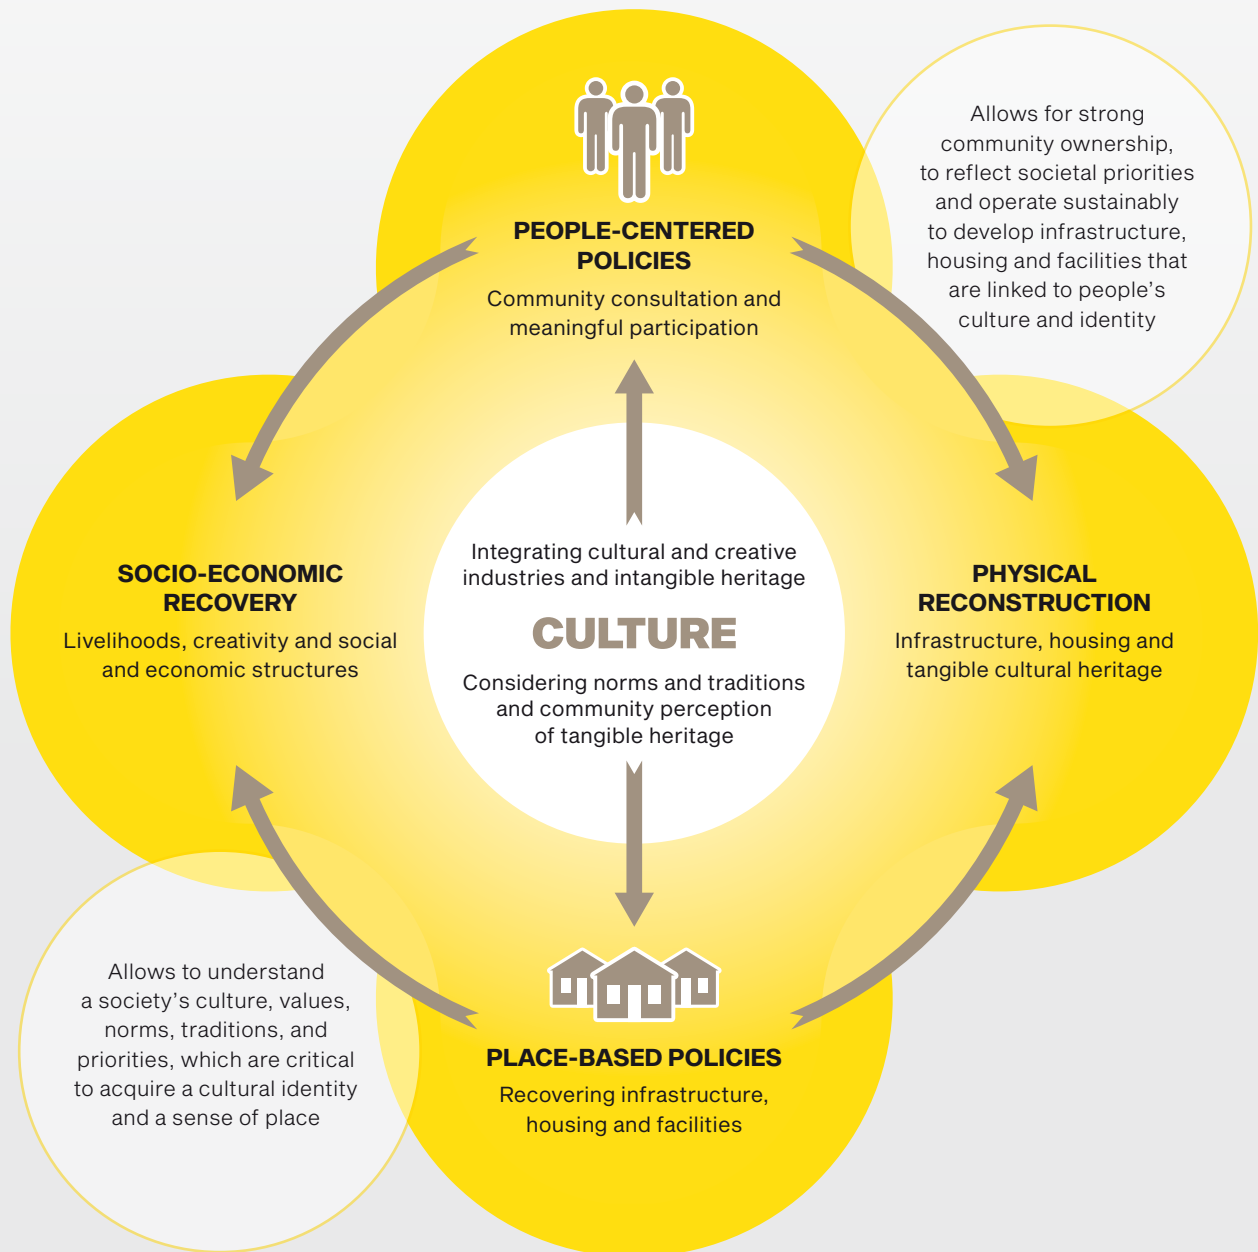 PEOPLE-CENTERED
POLICIES
Community consultation and
meaningful participation
Allows for strong
community ownership,
to reflect societal priorities
and operate sustainably
to develop infrastructure,
housing and facilities that
are linked to people’s
culture and identity
SOCIO-ECONOMIC
RECOVERY
Livelihoods, creativity and social
and economic structures
Integrating cultural and creative
industries and intangible heritage
CULTURE
Considering norms and traditions
and community perception
of tangible heritage
PHYSICAL
RECONSTRUCTION
Infrastructure, housing and
tangible cultural heritage
Allows to understand
a society’s culture, values,
norms, traditions, and
priorities, which are critical
to acquire a cultural identity
and a sense of place
PLACE-BASED POLICIES
Recovering infrastructure,
housing and facilities